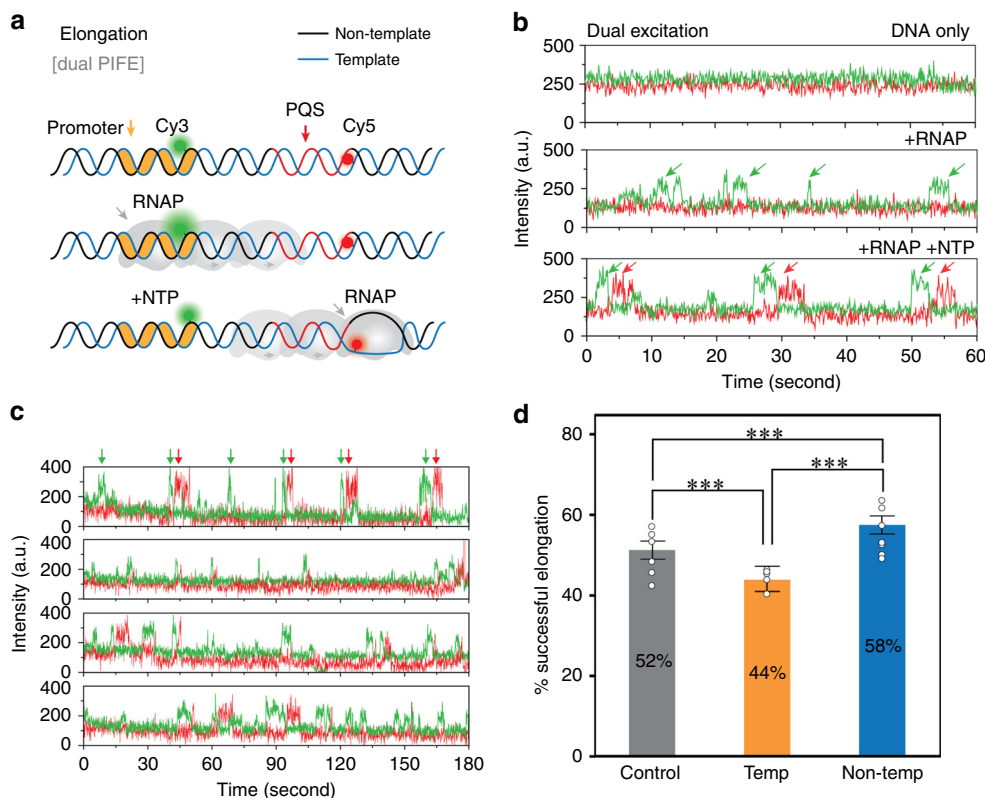 a
Elongation
[dual PIFE]
Non-template
Template
Promoter
Cy3
PQS
Cy5
RNAP
+NTP
RNAP
b
Dual excitation
DNA only
500
250
0
+RNAP
500
250
0
+RNAP +NTP
500
250
0
Intensity (a.u.)
0 10 20 30 40 50 60
Time (second)
c
400
200
0
400
200
0
400
200
0
400
200
0
Intensity (a.u.)
0 30 60 90 120 150 180
Time (second)
d
80
60
40
20
0
% successful elongation
***
***
***
52%
44%
58%
Control Temp Non-temp